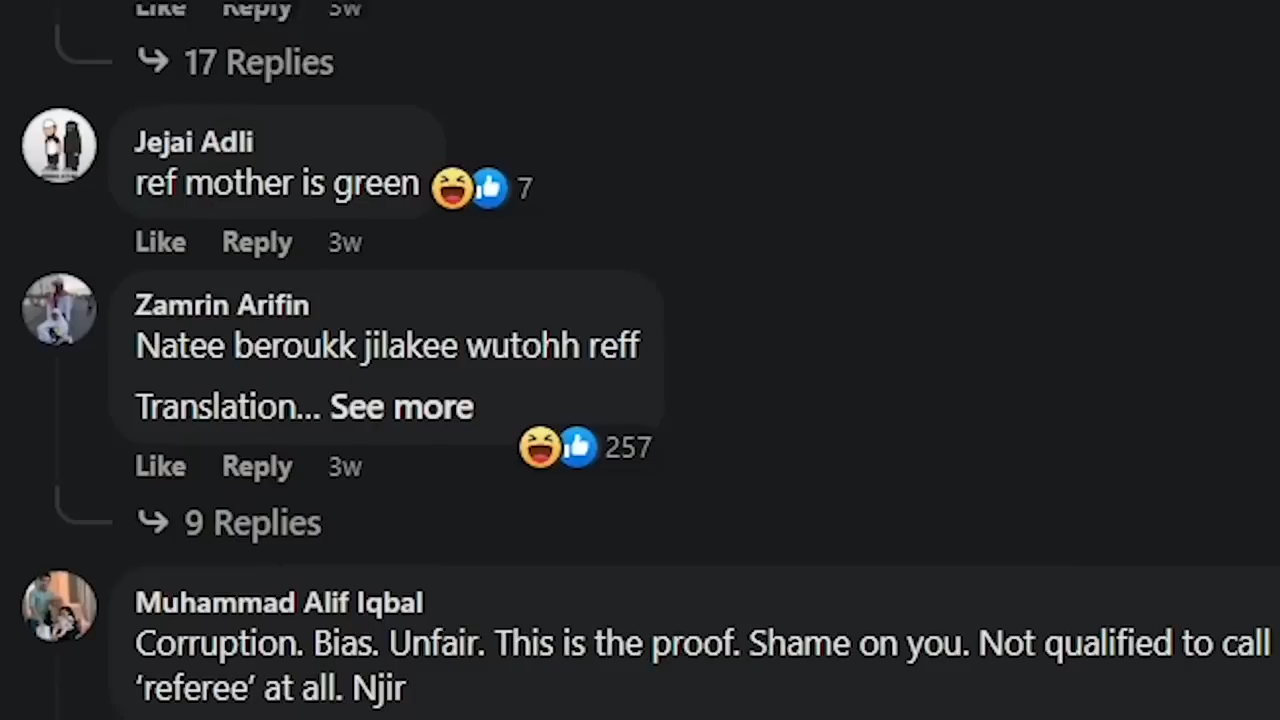 Like Reply 3w
17 Replies
Jejai Adli
ref mother is green
7
Like Reply 3w
Zamrin Arifin
Natee beroukk jilakee wutohh reff
Translation... See more
257
Like Reply 3w
9 Replies
Muhammad Alif Iqbal
Corruption. Bias. Unfair. This is the proof. Shame on you. Not qualified to call
‘referee’ at all. Njir